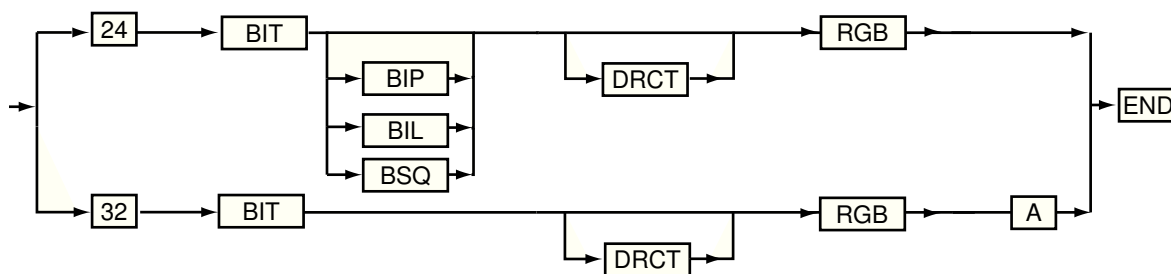 24 BIT RGB
BIP DRCT
END
BIL
BSQ
32 BIT RGB A
DRCT